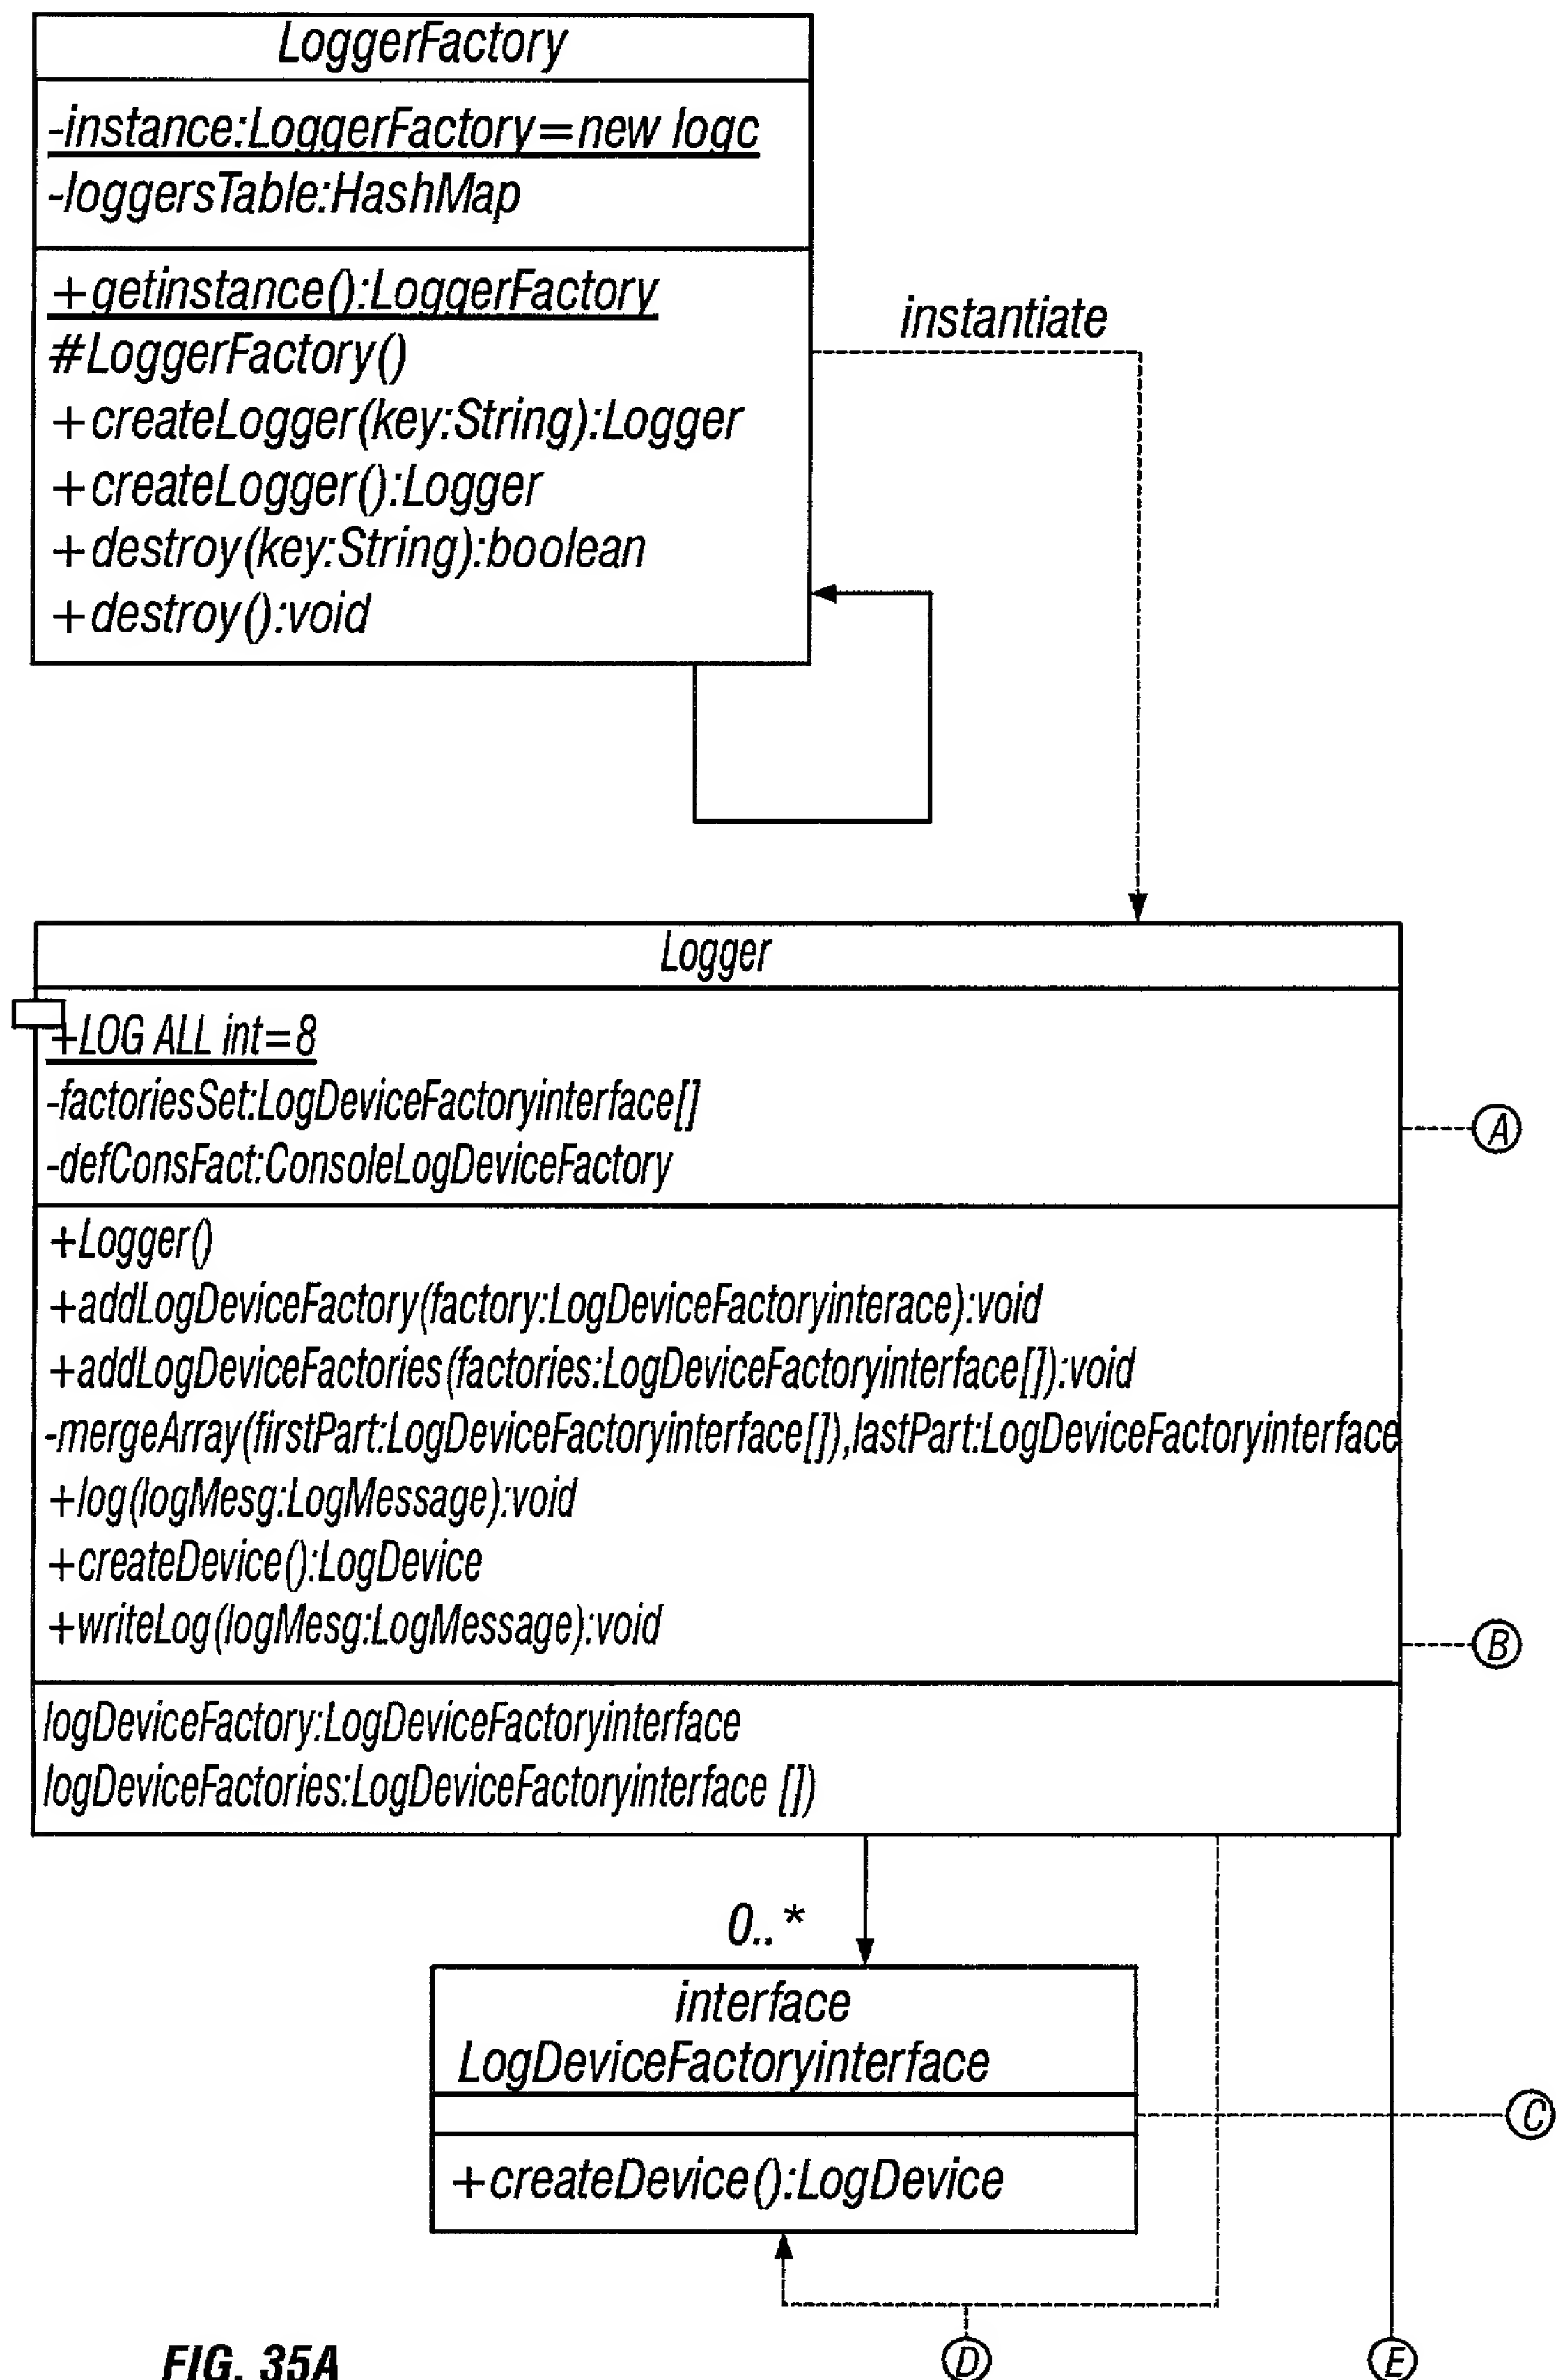 LoggerFactory
-instance:LoggerFactory=new logc
-loggersTable:HashMap
+getinstance():LoggerFactory
#LoggerFactory()
+createLogger(key:String):Logger
+createLogger():Logger
+destroy(key:String):boolean
+destroy():void
instantiate
Logger
+LOG ALL int=8
-factoriesSet:LogDeviceFactoryinterface[]
-defConsFact:ConsoleLogDeviceFactory
A
+Logger()
+addLogDeviceFactory(factory:LogDeviceFactoryinterace):void
+addLogDeviceFactories(factories:LogDeviceFactoryinterface[]):void
-mergeArray(firstPart:LogDeviceFactoryinterface[]),lastPart:LogDeviceFactoryinterface
+log(logMesg:LogMessage):void
+createDevice():LogDevice
+writeLog(logMesg:LogMessage):void
B
logDeviceFactory:LogDeviceFactoryinterface
logDeviceFactories:LogDeviceFactoryinterface [])
0..*
interface
LogDeviceFactoryinterface
C
+createDevice():LogDevice
D
E
FIG. 35A